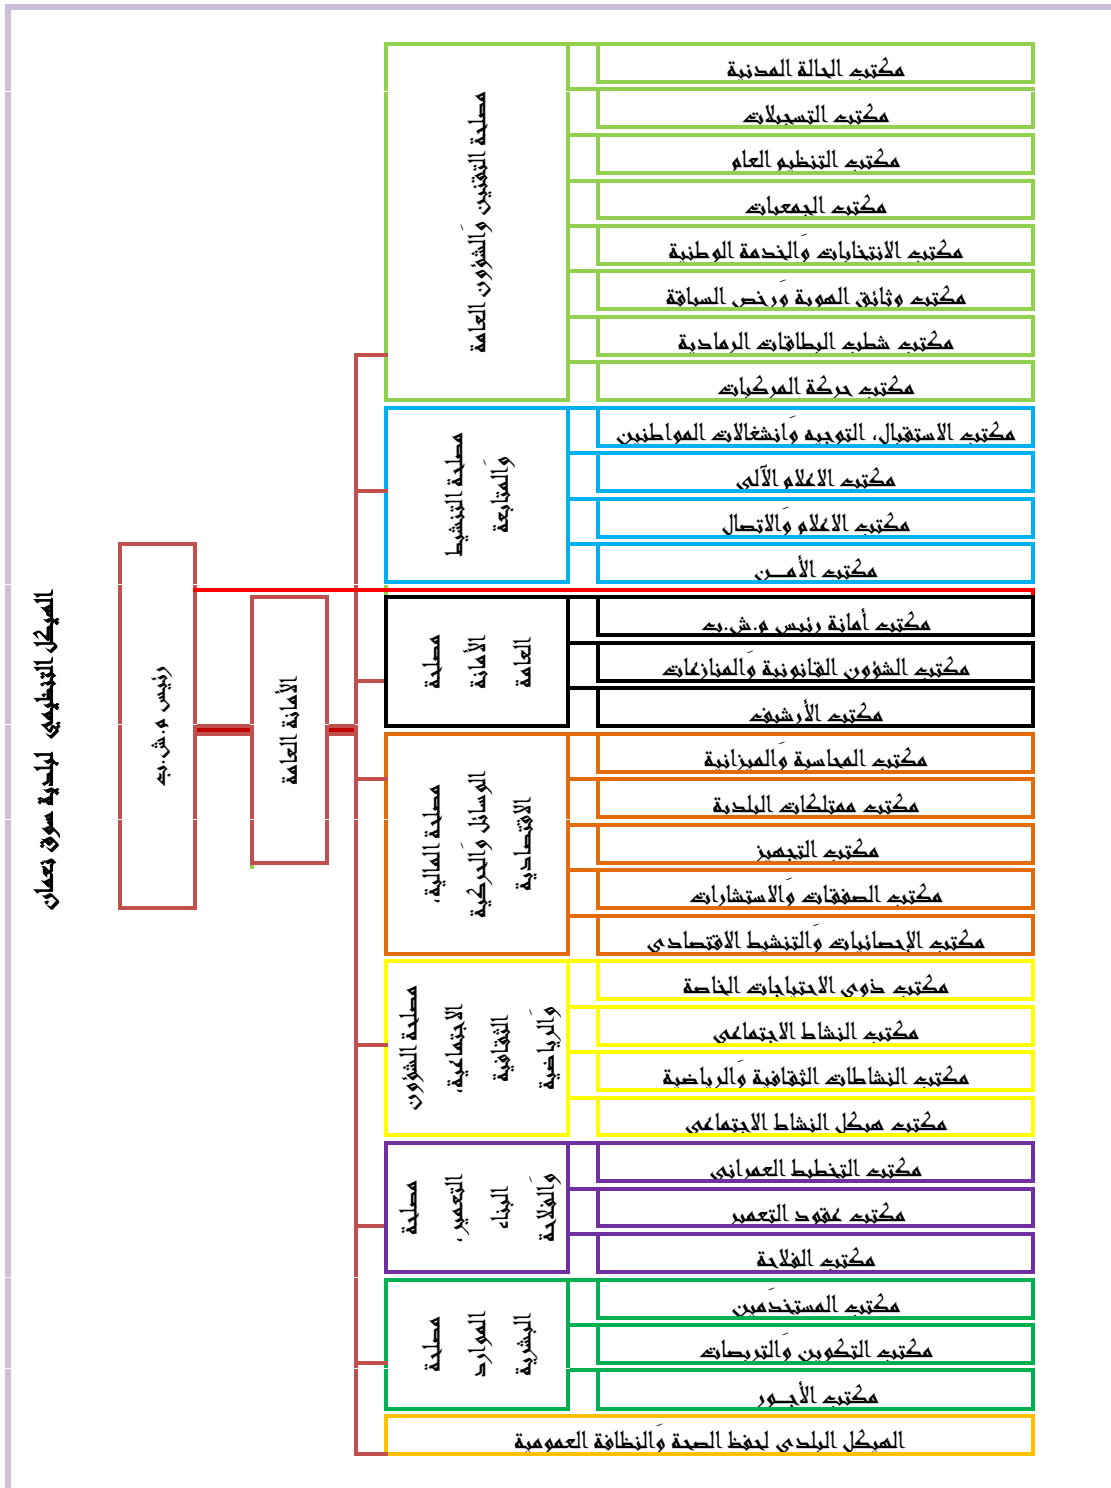 الهيكل التنظيمي لبلدية سوق نعمان
رئيس م.ش.ب
الأمانة العامة
مصلحة التقنين والشؤون العامة
مكتب الحالة المدنية
مكتب التسجيلات
مكتب التنظيم العام
مكتب الجمعيات
مكتب الانتخابات والخدمة الوطنية
مكتب وثائق الهوية ورخص السياقة
مكتب شطب البطاقات الرمادية
مكتب حركة المركبات
مصلحة التنشيط
والمتابعة
مكتب الاستقبال، التوجيه وانشغالات المواطنين
مكتب الاعلام الآلي
مكتب الاعلام والاتصال
مكتب الأمــن
مصلحة
الأمانة
العامة
مكتب أمانة رئيس م.ش.ب
مكتب الشؤون القانونية والمنازعات
مكتب الأرشيف
مصلحة المالية،
الوسائل والحركية
الاقتصادية
مكتب المحاسبة والميزانية
مكتب ممتلكات البلدية
مكتب التجهيز
مكتب الصفقات والاستشارات
مكتب الإحصائيات والتنشيط الاقتصادي
مصلحة الشؤون
الاجتماعية،
الثقافية
والرياضية
مكتب ذوي الاحتياجات الخاصة
مكتب النشاط الاجتماعي
مكتب النشاطات الثقافية والرياضية
مكتب هيكل النشاط الاجتماعي
مصلحة
التعمير،
البناء
والفلاحة
مكتب التخطيط العمراني
مكتب عقود التعمير
مكتب الفلاحة
مصلحة
الموارد
البشرية
مكتب المستخدَمين
مكتب التكوين والتربصات
مكتب الأجــور
الهيكل البلدي لحفظ الصحة والنظافة العمومية